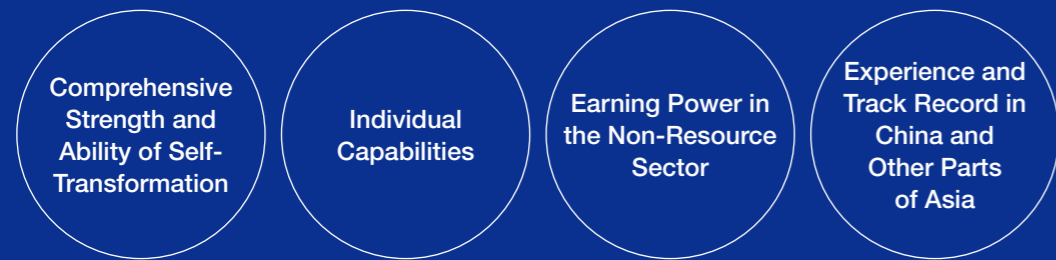 Comprehensive
Strength and
Ability of Self-
Transformation
Individual
Capabilities
Earning Power in
the Non-Resource
Sector
Experience and
Track Record in
China and
Other Parts
of Asia